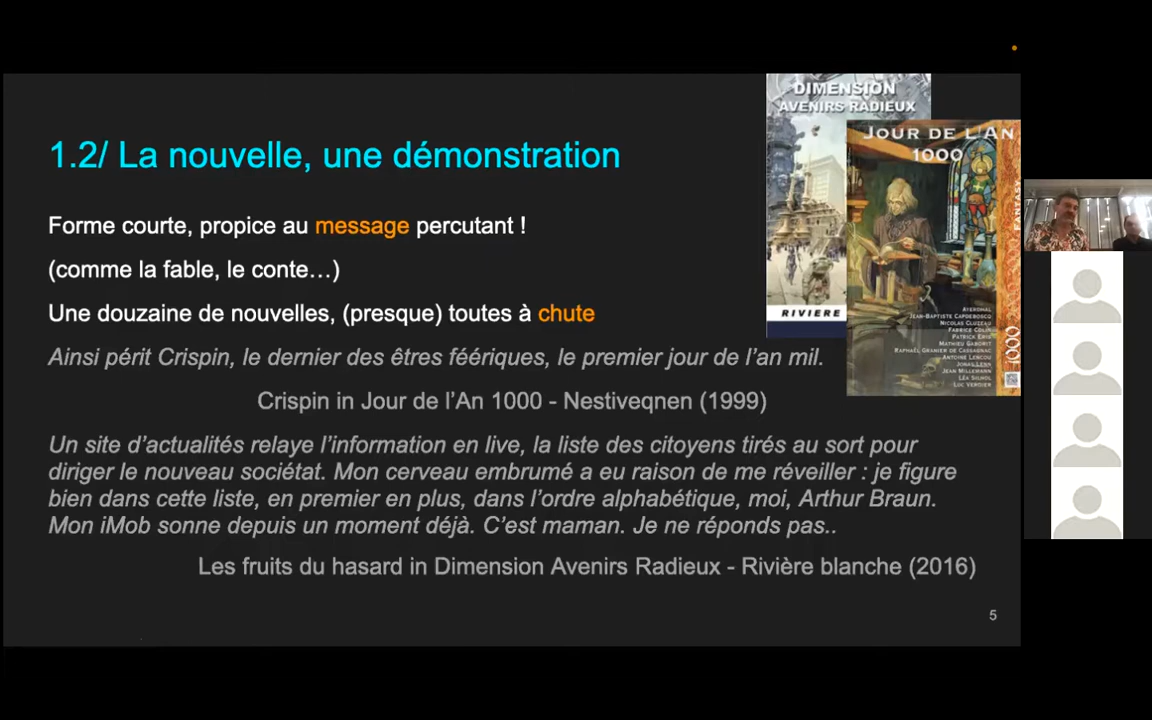 DIMENSION
AVENIRS RADIEUX
RIVIERE
JOUR DE L'AN
1000
FANTASY
AYERDHAL
JEAN-BAPTISTE CAPDEBOSCQ
NICOLAS CLUZEAU
FABRICE COLIN
MATHIEU GABORIT
RAPHAËL GRANIER DE CASSAGNAC
ANTOINE LENCOU
JEAN MILLEMANN
LÉA SILHOL
LUC VERDIER
1000
1.2/ La nouvelle, une démonstration
Forme courte, propice au message percutant !
(comme la fable, le conte…)
Une douzaine de nouvelles, (presque) toutes à chute
Ainsi périt Crispin, le dernier des êtres féériques, le premier jour de l’an mil.
Crispin in Jour de l’An 1000 - Nestiveqnen (1999)
Un site d’actualités relaye l’information en live, la liste des citoyens tirés au sort pour
diriger le nouveau sociétat. Mon cerveau embrumé a eu raison de me réveiller : je figure
bien dans cette liste, en premier en plus, dans l’ordre alphabétique, moi, Arthur Braun.
Mon iMob sonne depuis un moment déjà. C’est maman. Je ne réponds pas..
Les fruits du hasard in Dimension Avenirs Radieux - Rivière blanche (2016)
5